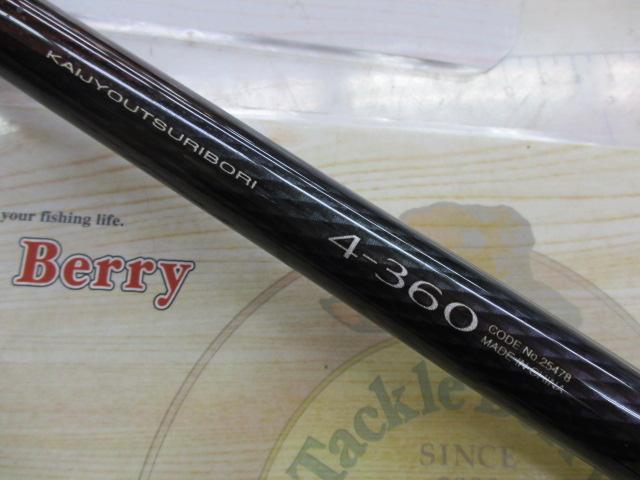 KAIJYOUTSURIBORI
4-360
CODE No.25478
MADE IN CHINA
your fishing life.
Berry
Tackle
SINCE